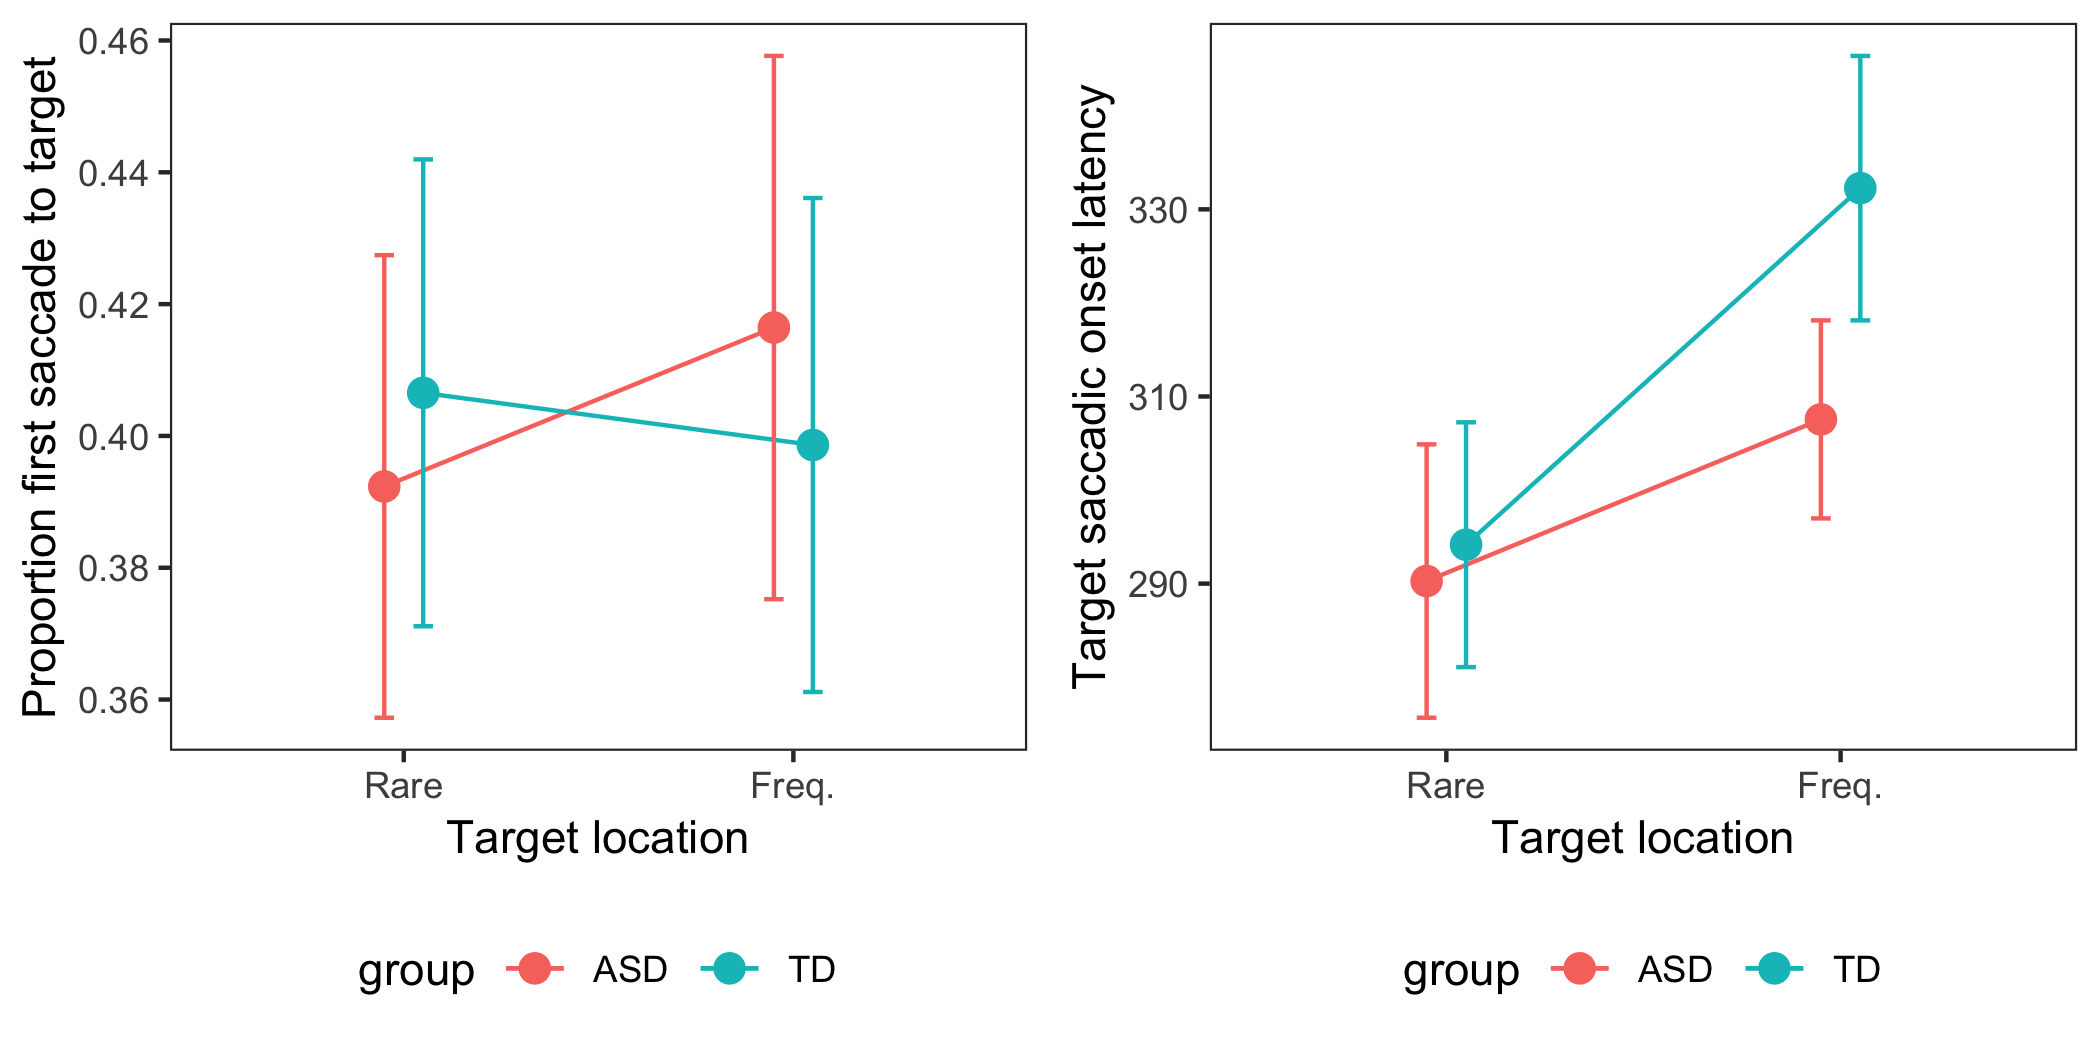 Proportion first saccade to target
0.46
0.44
0.42
0.40
0.38
0.36
Rare Freq.
Target location
group ASD TD
Target saccadic onset latency
330
310
290
Rare Freq.
Target location
group ASD TD